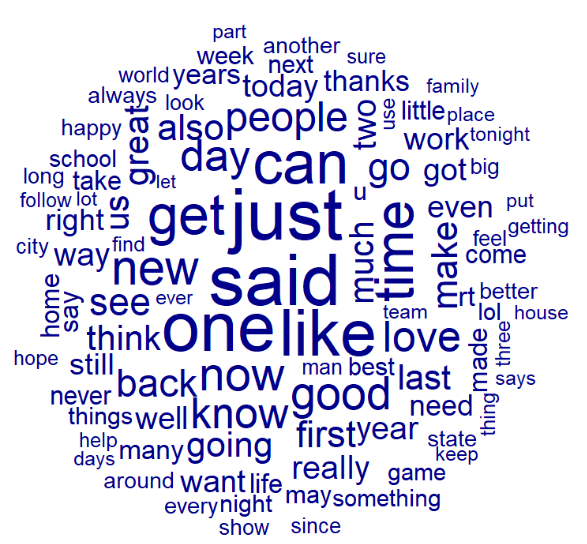 part
another
week
sure
next
world
years
today
thanks
family
always
look
use
little
place
happy
great
also
people
two
work
tonight
school
day
can
go
got
big
long
take
let
follow
lot
us
get
just
u
even
put
right
much
time
make
feel
getting
city
way
find
new
said
come
home
say
see
ever
rt
better
team
lol
house
think
one
like
love
made
three
hope
still
back
now
man
best
last
says
never
things
well
know
good
need
thing
help
many
going
first
year
state
keep
days
really
game
around
want
life
may
something
every
night
show
since